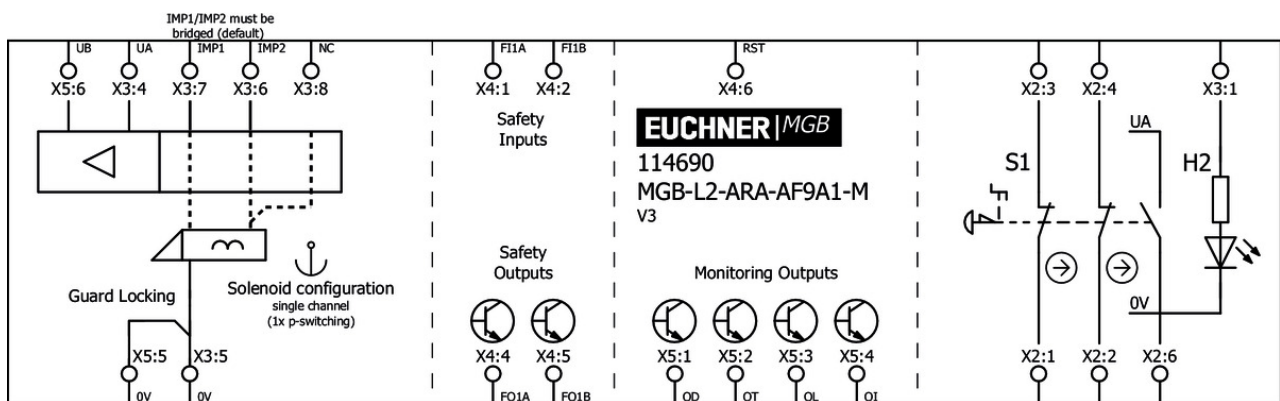 IMP1/IMP2 must be
bridged (default)
UB UA IMP1 IMP2 NC FI1A FI1B RST
X5:6 X3:4 X3:7 X3:6 X3:8 X4:1 X4:2 X4:6 X2:3 X2:4 X3:1
Safety
Inputs
EUCHNER MGB
114690
MGB-L2-ARA-AF9A1-M
V3
UA
S1 H2
Safety
Outputs
Monitoring Outputs
Guard Locking
Solenoid configuration
single channel
(1x p-switching)
0V
X5:5 X3:5 X4:4 X4:5 X5:1 X5:2 X5:3 X5:4 X2:1 X2:2 X2:6
0V 0V FO1A FO1B OD OT OL OI